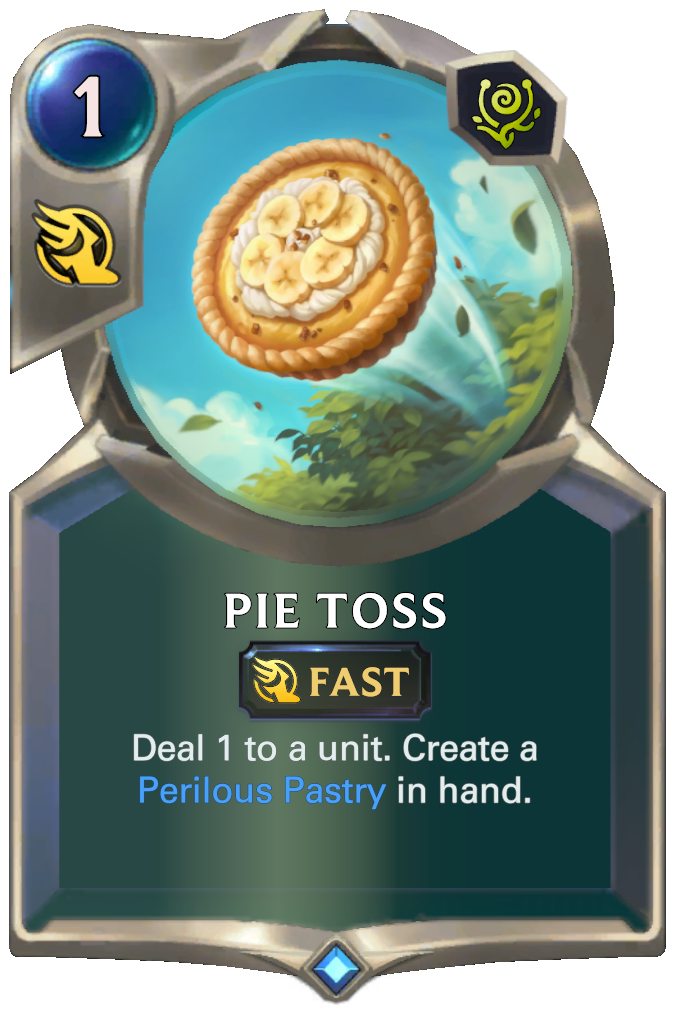 1
PIE TOSS
FAST
Deal 1 to a unit. Create a
Perilous Pastry in hand.